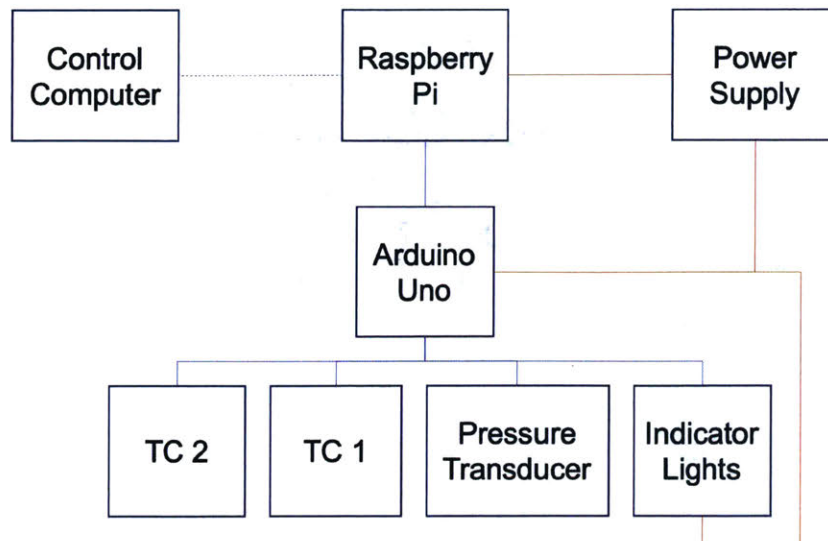 Control
Computer
Raspberry
Pi
Power
Supply
Arduino
Uno
TC 2
TC 1
Pressure
Transducer
Indicator
Lights